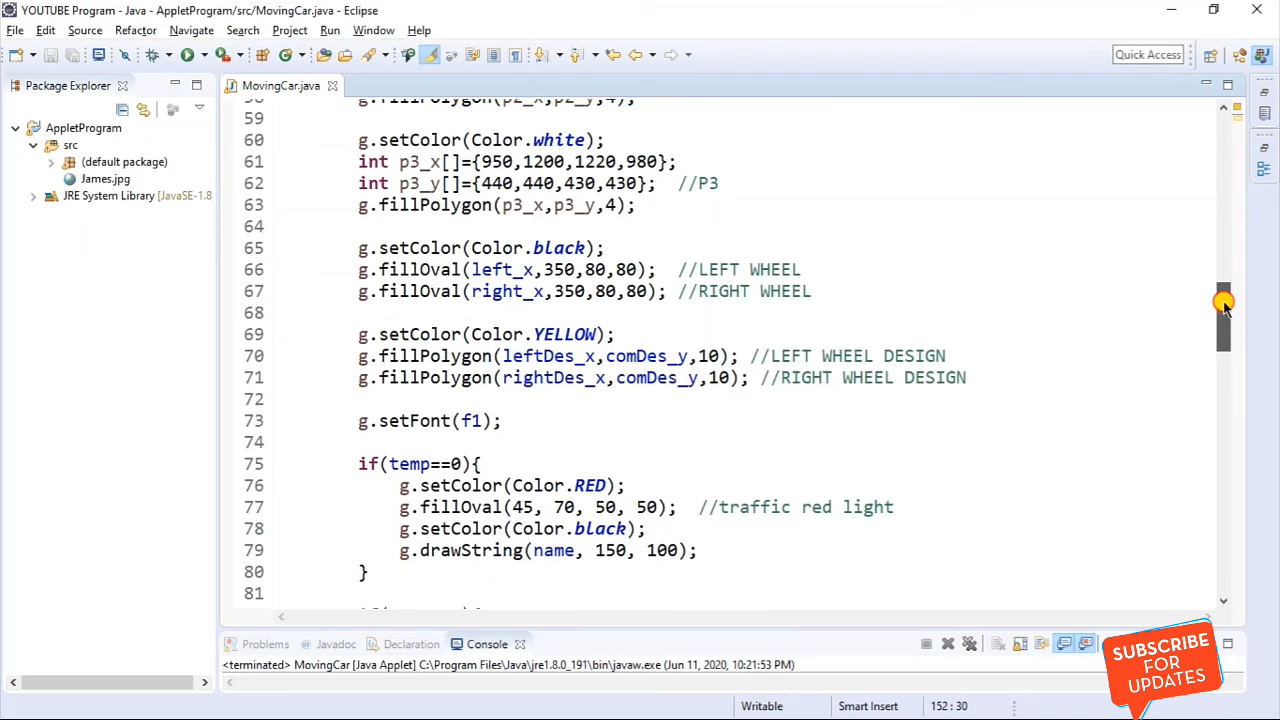 YOUTUBE Program - Java - AppletProgram/src/MovingCar.java - Eclipse
File Edit Source Refactor Navigate Search Project Run Window Help
Quick Access
Package Explorer
MovingCar.java
AppletProgram
src
(default package)
James.jpg
JRE System Library [JavaSE-1.8
58 g.fillPolygon(p2_x,p2_y,4);
59
60 g.setColor(Color.white);
61 int p3_x[]={950,1200,1220,980};
62 int p3_y[]={440,440,430,430}; //P3
63 g.fillPolygon(p3_x,p3_y,4);
64
65 g.setColor(Color.black);
66 g.fillOval(left_x,350,80,80); //LEFT WHEEL
67 g.fillOval(right_x,350,80,80); //RIGHT WHEEL
68
69 g.setColor(Color.YELLOW);
70 g.fillPolygon(leftDes_x,comDes_y,10); //LEFT WHEEL DESIGN
71 g.fillPolygon(rightDes_x,comDes_y,10); //RIGHT WHEEL DESIGN
72
73 g.setFont(f1);
74
75 if(temp==0){
76 g.setColor(Color.RED);
77 g.fillOval(45, 70, 50, 50); //traffic red light
78 g.setColor(Color.black);
79 g.drawString(name, 150, 100);
80 }
81
Problems Javadoc Declaration Console
<terminated> MovingCar [Java Applet] C:\Program Files\Java\jre1.8.0_191\bin\javaw.exe (Jun 11, 2020, 10:21:53 PM)
SUBSCRIBE
FOR
UPDATES
Writable Smart Insert 152 : 30